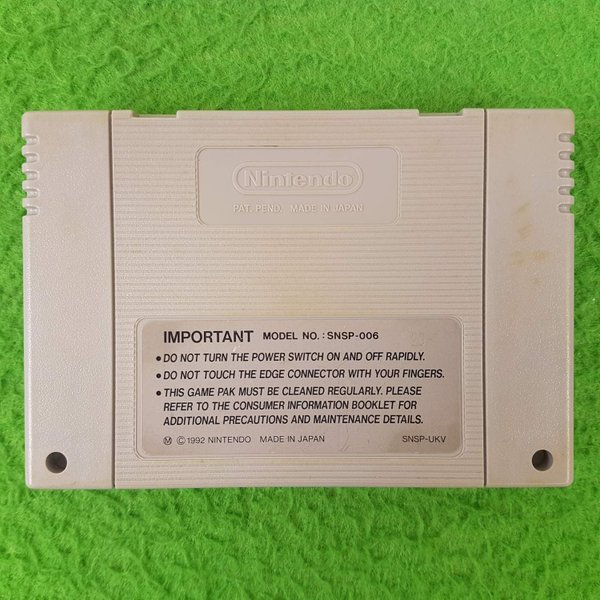 Nintendo
PAT. PEND. MADE IN JAPAN
IMPORTANT MODEL NO. : SNSP-006
• DO NOT TURN THE POWER SWITCH ON AND OFF RAPIDLY.
• DO NOT TOUCH THE EDGE CONNECTOR WITH YOUR FINGERS.
• THIS GAME PAK MUST BE CLEANED REGULARLY. PLEASE
REFER TO THE CONSUMER INFORMATION BOOKLET FOR
ADDITIONAL PRECAUTIONS AND MAINTENANCE DETAILS.
Ⓜ ©1992 NINTENDO MADE IN JAPAN SNSP-UKV